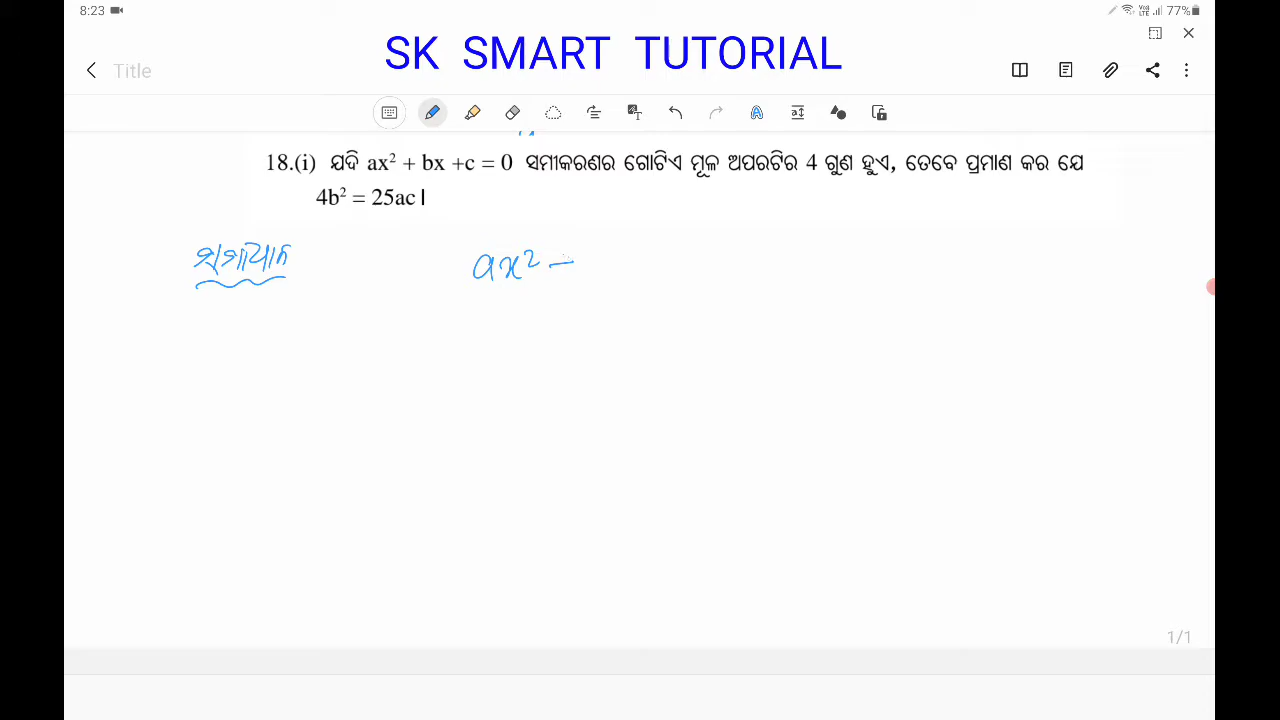 8:23 77%
SK SMART TUTORIAL
Title
18.(i) ଯଦି ax² + bx +c = 0 ସମୀକରଣର ଗୋଟିଏ ମୂଳ ଅପରଟିର 4 ଗୁଣ ହୁଏ, ତେବେ ପ୍ରମାଣ କର ଯେ
4b² = 25ac।
ସମାଧାନ ax² −
1/1